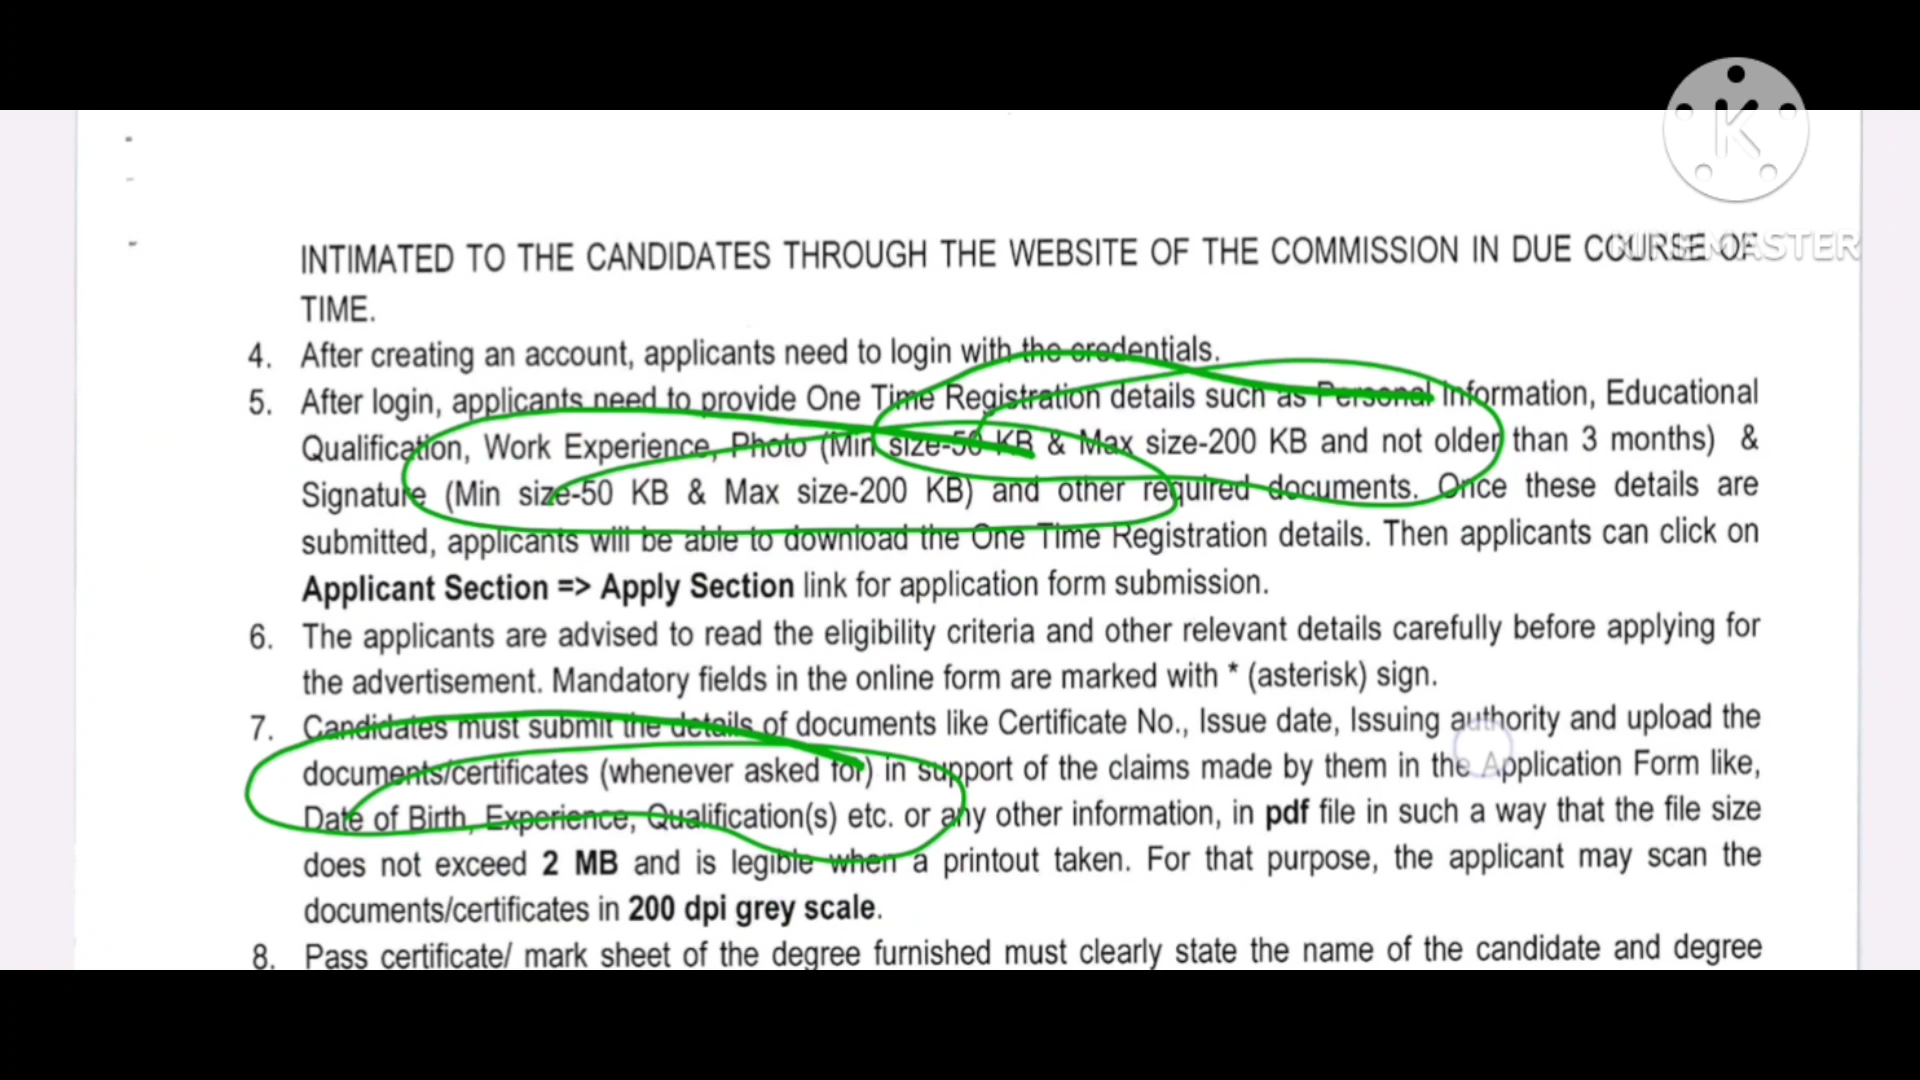 KINEMASTER
INTIMATED TO THE CANDIDATES THROUGH THE WEBSITE OF THE COMMISSION IN DUE COURSE OF
TIME.
4. After creating an account, applicants need to login with the credentials.
5. After login, applicants need to provide One Time Registration details such as Personal Information, Educational
Qualification, Work Experience, Photo (Min size-50 KB & Max size-200 KB and not older than 3 months) &
Signature (Min size-50 KB & Max size-200 KB) and other required documents. Once these details are
submitted, applicants will be able to download the One Time Registration details. Then applicants can click on
Applicant Section => Apply Section link for application form submission.
6. The applicants are advised to read the eligibility criteria and other relevant details carefully before applying for
the advertisement. Mandatory fields in the online form are marked with * (asterisk) sign.
7. Candidates must submit the details of documents like Certificate No., Issue date, Issuing authority and upload the
documents/certificates (whenever asked for) in support of the claims made by them in the Application Form like,
Date of Birth, Experience, Qualification(s) etc. or any other information, in pdf file in such a way that the file size
does not exceed 2 MB and is legible when a printout taken. For that purpose, the applicant may scan the
documents/certificates in 200 dpi grey scale.
8. Pass certificate/ mark sheet of the degree furnished must clearly state the name of the candidate and degree